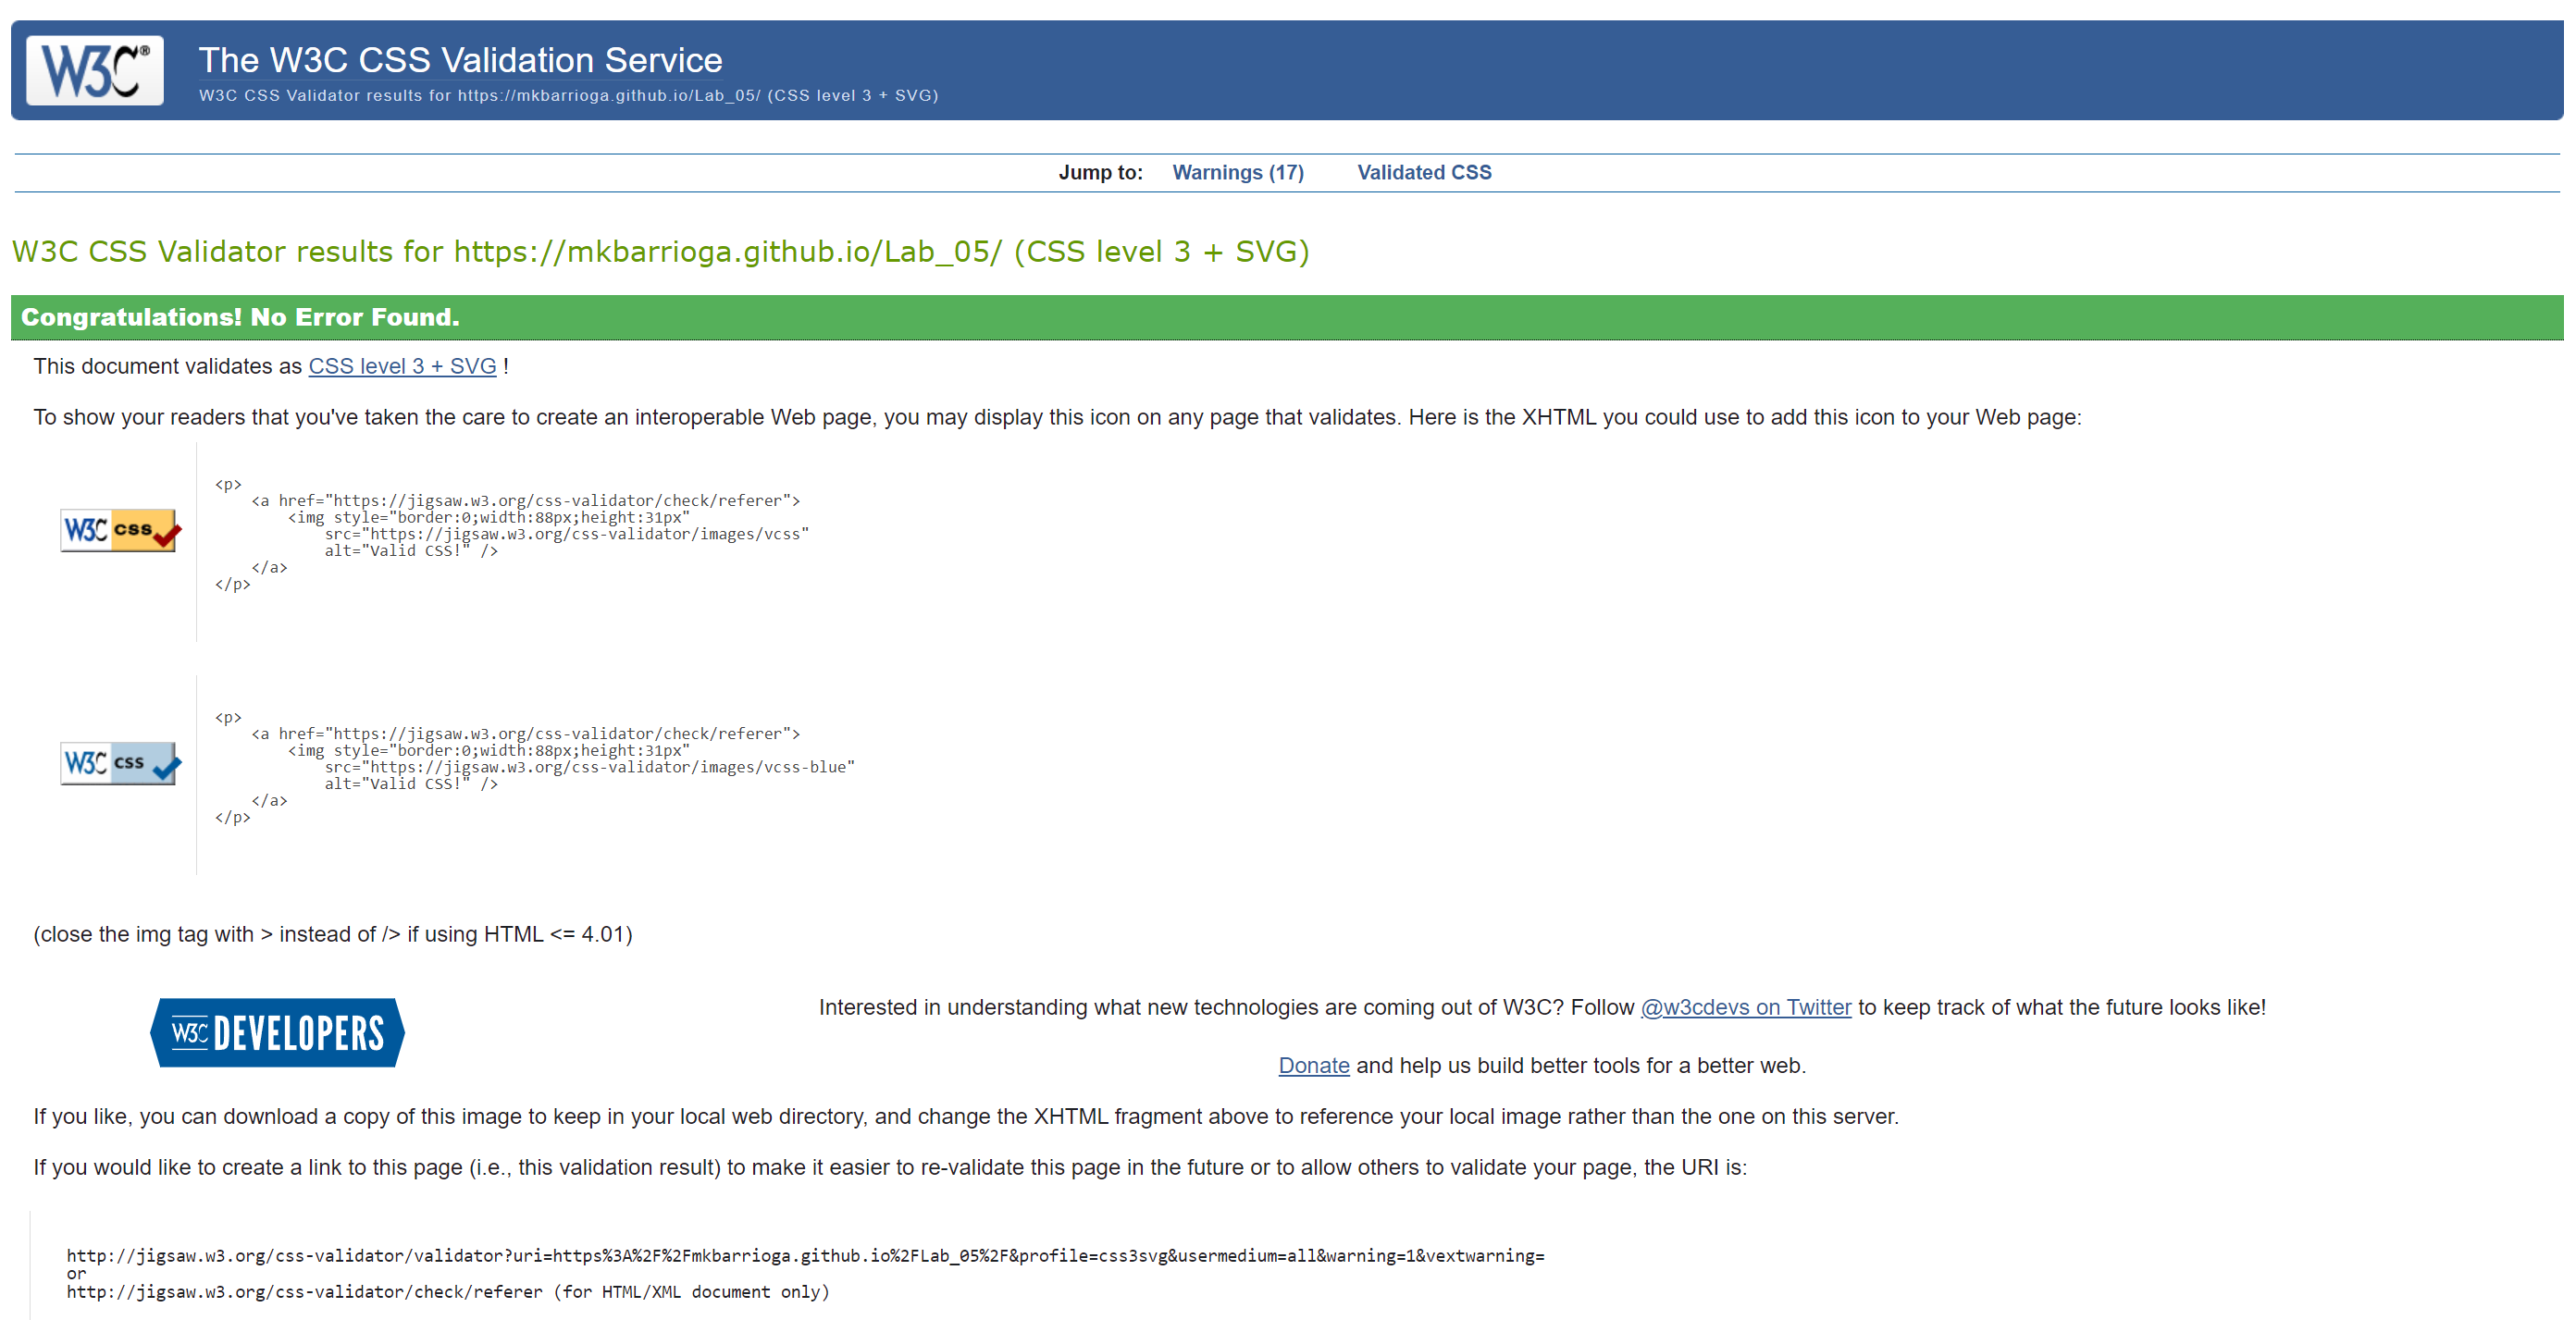 W3C®
The W3C CSS Validation Service
W3C CSS Validator results for https://mkbarrioga.github.io/Lab_05/ (CSS level 3 + SVG)
Jump to: Warnings (17) Validated CSS
W3C CSS Validator results for https://mkbarrioga.github.io/Lab_05/ (CSS level 3 + SVG)
Congratulations! No Error Found.
This document validates as CSS level 3 + SVG !
To show your readers that you've taken the care to create an interoperable Web page, you may display this icon on any page that validates. Here is the XHTML you could use to add this icon to your Web page:
W3C css
<p>
<a href="https://jigsaw.w3.org/css-validator/check/referer">
<img style="border:0;width:88px;height:31px"
src="https://jigsaw.w3.org/css-validator/images/vcss"
alt="Valid CSS!" />
</a>
</p>
W3C css
<p>
<a href="https://jigsaw.w3.org/css-validator/check/referer">
<img style="border:0;width:88px;height:31px"
src="https://jigsaw.w3.org/css-validator/images/vcss-blue"
alt="Valid CSS!" />
</a>
</p>
(close the img tag with > instead of /> if using HTML <= 4.01)
W3C DEVELOPERS
Interested in understanding what new technologies are coming out of W3C? Follow @w3cdevs on Twitter to keep track of what the future looks like!
Donate and help us build better tools for a better web.
If you like, you can download a copy of this image to keep in your local web directory, and change the XHTML fragment above to reference your local image rather than the one on this server.
If you would like to create a link to this page (i.e., this validation result) to make it easier to re-validate this page in the future or to allow others to validate your page, the URI is:
http://jigsaw.w3.org/css-validator/validator?uri=https%3A%2F%2Fmkbarrioga.github.io%2FLab_05%2F&profile=css3svg&usermedium=all&warning=1&vextwarning=
or
http://jigsaw.w3.org/css-validator/check/referer (for HTML/XML document only)